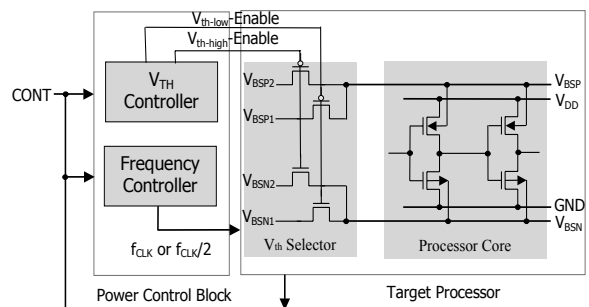 Vth-low-Enable
Vth-high-Enable
CONT
VTH
Controller
Frequency
Controller
fCLK or fCLK/2
Power Control Block
VBSP2
VBSP1
VBSN2
VBSN1
Vth Selector
VBSP
VDD
GND
VBSN
Processor Core
Target Processor